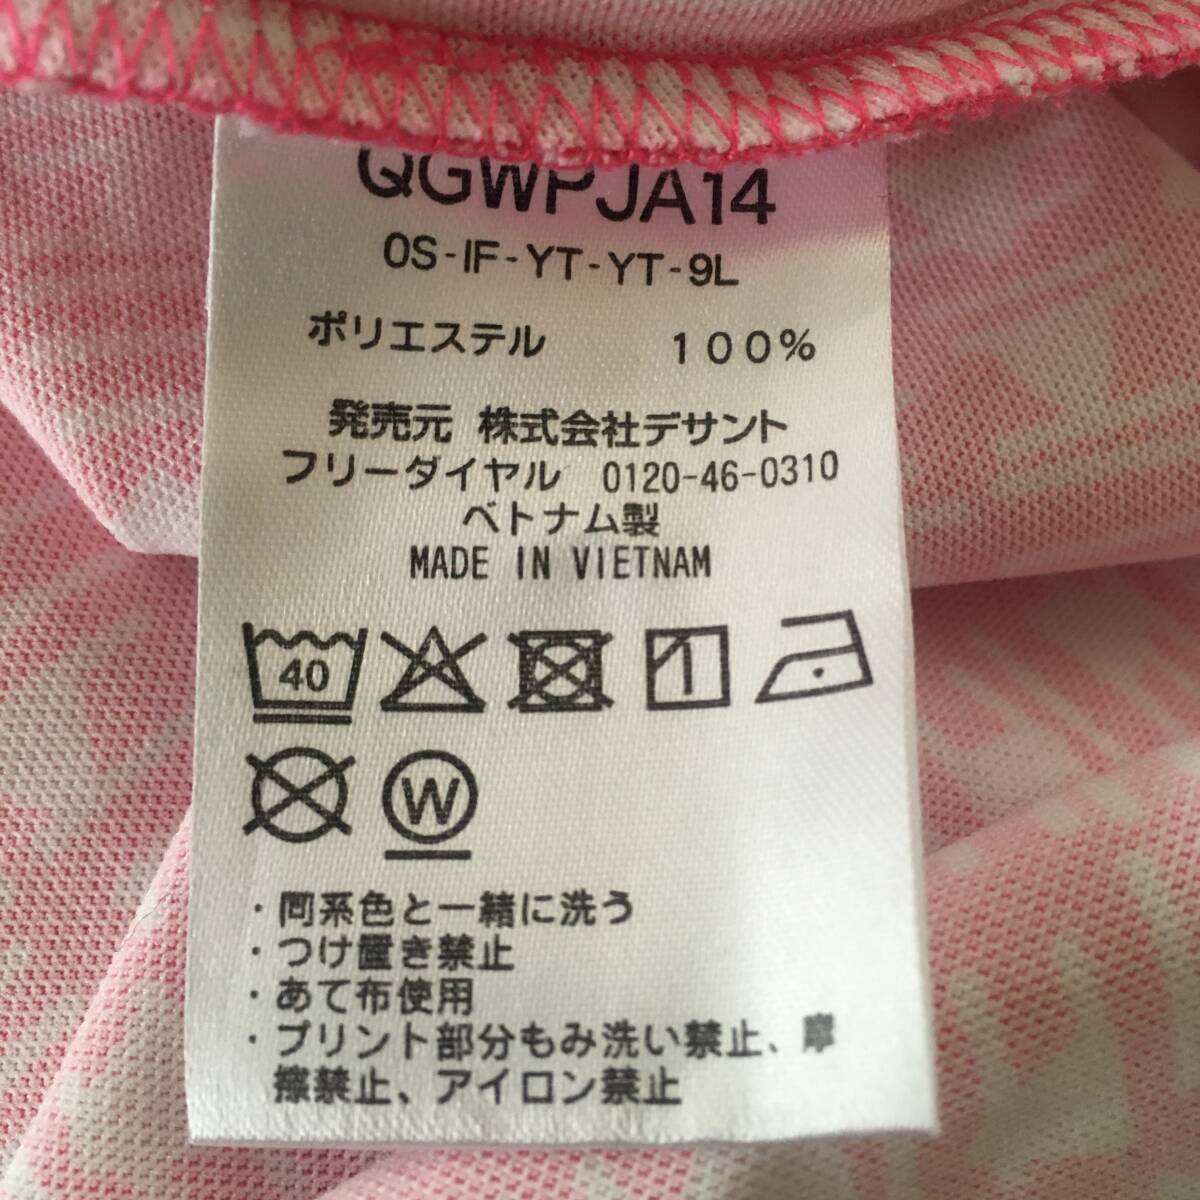 QGWPJA14
OS-IF-YT-YT-9L
ポリエステル 100%
発売元 株式会社デサント
フリーダイヤル 0120-46-0310
ベトナム製
MADE IN VIETNAM
40 1
W
・同系色と一緒に洗う
・つけ置き禁止
・あて布使用
・プリント部分もみ洗い禁止、摩
擦禁止、アイロン禁止